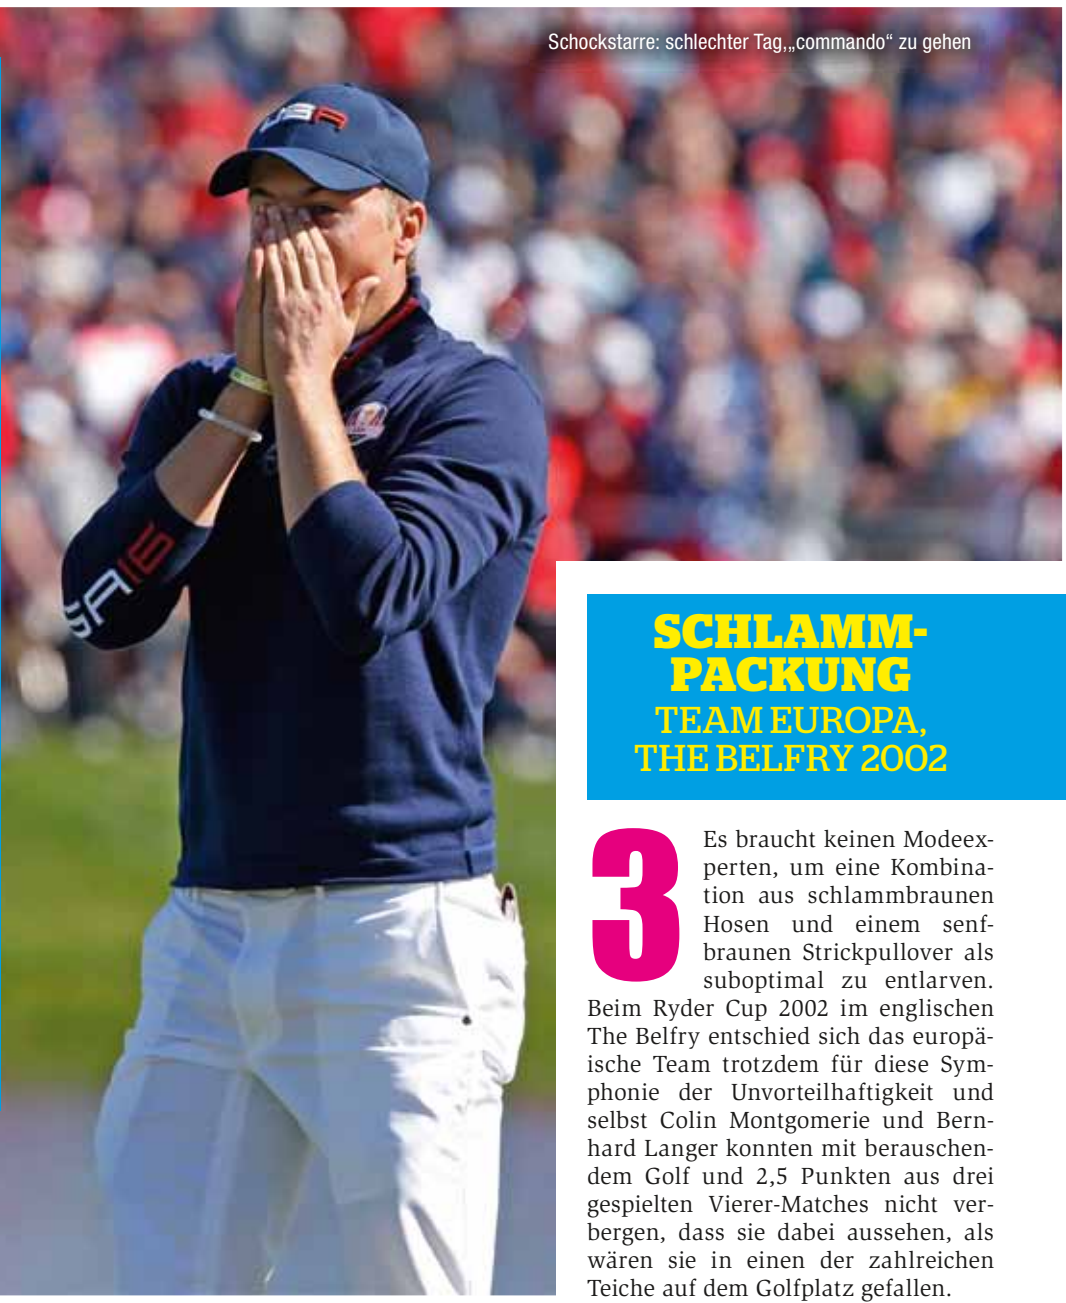 Schockstarre: schlechter Tag,„commando“ zu gehen
USA
GA16
SCHLAMM-
PACKUNG
TEAM EUROPA,
THE BELFRY 2002
3
Es braucht keinen Modeex-
perten, um eine Kombina-
tion aus schlammbraunen
Hosen und einem senf-
braunen Strickpullover als
suboptimal zu entlarven.
Beim Ryder Cup 2002 im englischen
The Belfry entschied sich das europä-
ische Team trotzdem für diese Sym-
phonie der Unvorteilhaftigkeit und
selbst Colin Montgomerie und Bern-
hard Langer konnten mit berauschen-
dem Golf und 2,5 Punkten aus drei
gespielten Vierer-Matches nicht ver-
bergen, dass sie dabei aussehen, als
wären sie in einen der zahlreichen
Teiche auf dem Golfplatz gefallen.